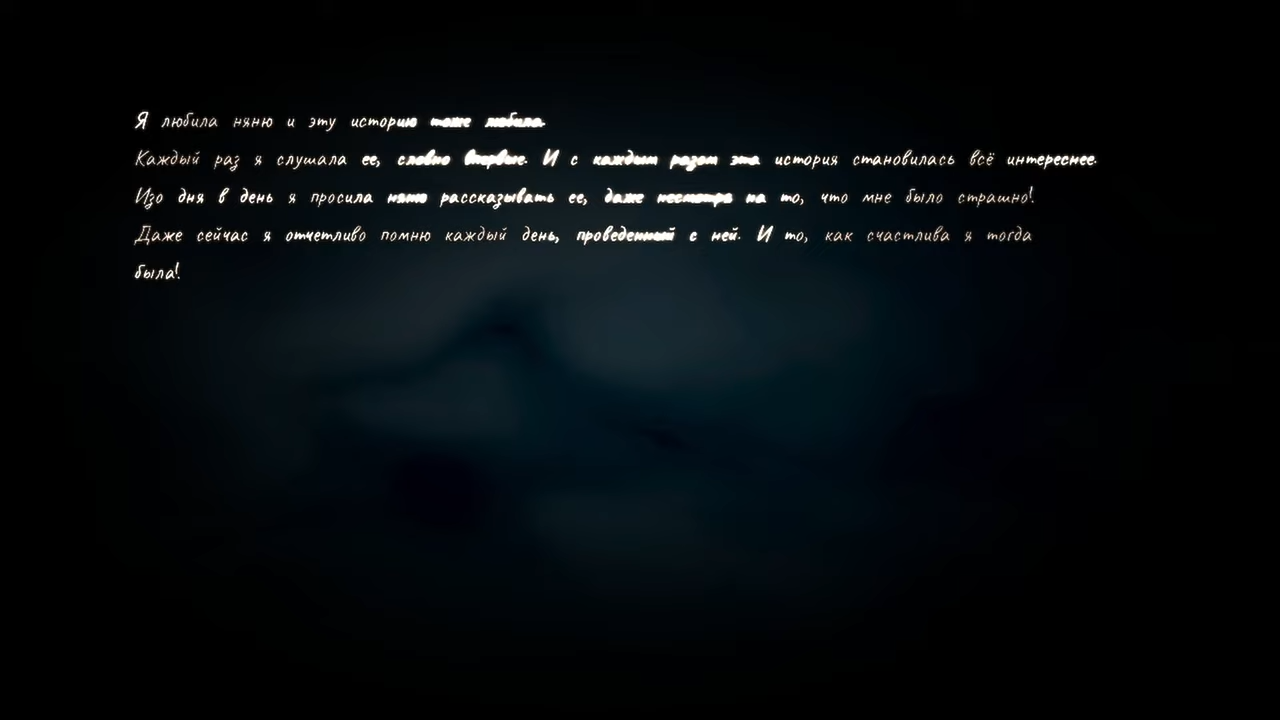 Я любила няню и эту историю тоже любила.
Каждый раз я слушала ее, словно впервые. И с каждым разом эта история становилась всё интереснее.
Изо дня в день я просила няню рассказывать ее, даже несмотря на то, что мне было страшно!
Даже сейчас я отчетливо помню каждый день, проведенный с ней. И то, как счастлива я тогда
была!